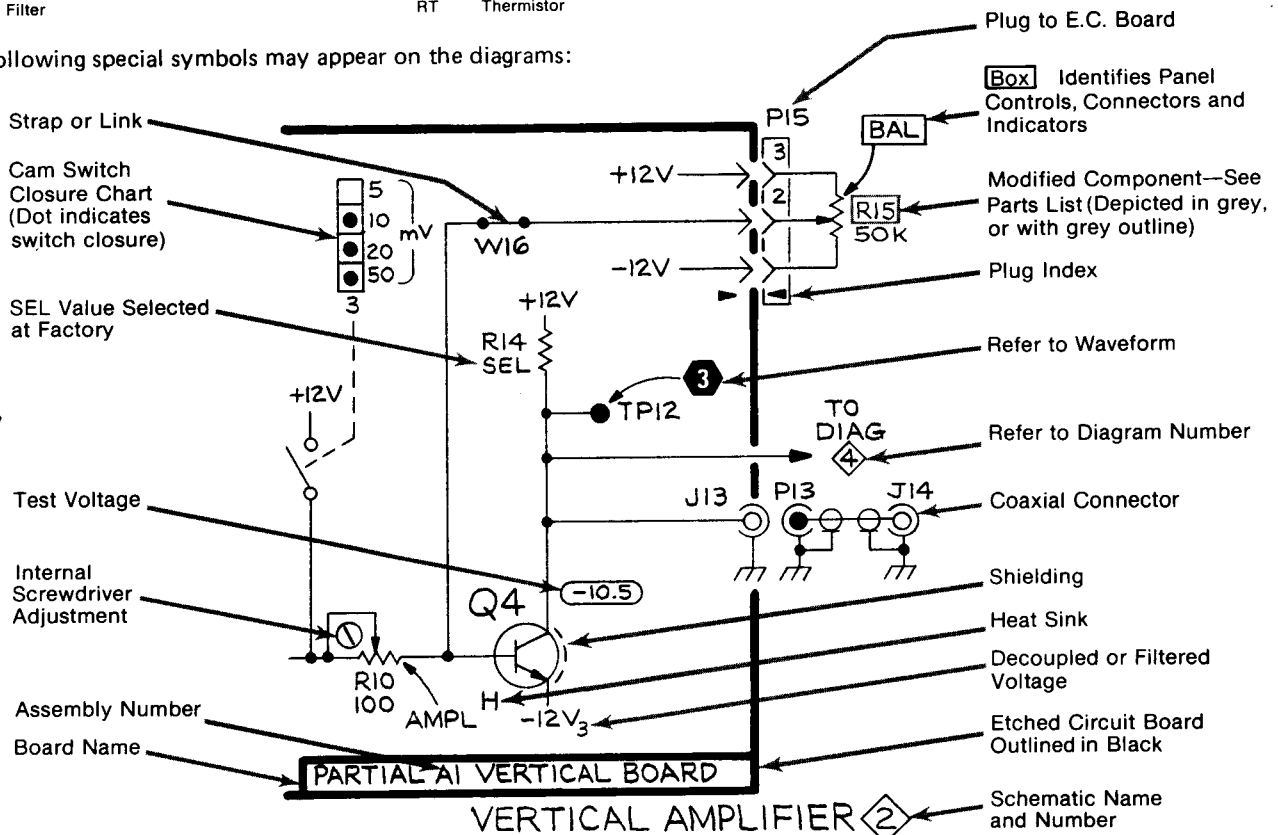 Filter
RT Thermistor
ollowing special symbols may appear on the diagrams:
Plug to E.C. Board
Box Identifies Panel
Controls, Connectors and
Indicators
Strap or Link
Cam Switch
Closure Chart
(Dot indicates
switch closure)
5
10
20
50
mV
3
W16
P15
3
2
+12V
-12V
BAL
R15
50K
Modified Component—See
Parts List (Depicted in grey,
or with grey outline)
Plug Index
SEL Value Selected
at Factory
+12V
R14
SEL
3
TP12
Refer to Waveform
+12V
TO
DIAG
4
Refer to Diagram Number
Test Voltage
J13
P13
J14
Coaxial Connector
Internal
Screwdriver
Adjustment
Q4
-10.5
Shielding
Heat Sink
R10
100
AMPL
H
-12V3
Decoupled or Filtered
Voltage
Assembly Number
Board Name
PARTIAL A1 VERTICAL BOARD
Etched Circuit Board
Outlined in Black
VERTICAL AMPLIFIER 2
Schematic Name
and Number